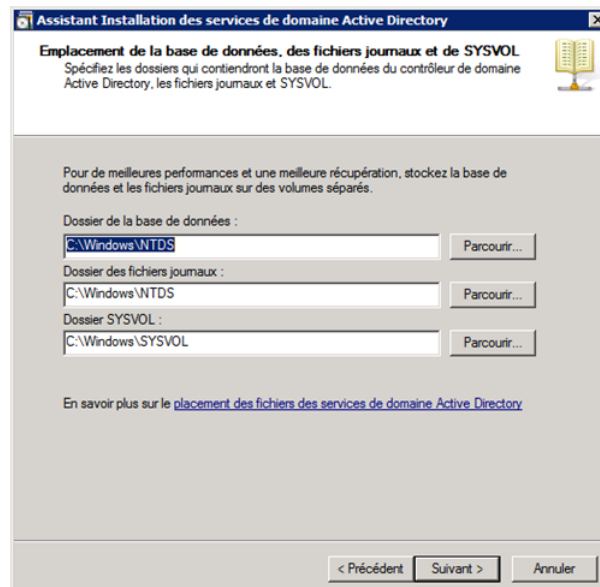 Assistant Installation des services de domaine Active Directory
Emplacement de la base de données, des fichiers journaux et de SYSVOL
Spécifiez les dossiers qui contiendront la base de données du contrôleur de domaine
Active Directory, les fichiers journaux et SYSVOL.
Pour de meilleures performances et une meilleure récupération, stockez la base de
données et les fichiers journaux sur des volumes séparés.
Dossier de la base de données :
C:\Windows\NTDS
Parcourir...
Dossier des fichiers journaux :
C:\Windows\NTDS
Parcourir...
Dossier SYSVOL :
C:\Windows\SYSVOL
Parcourir...
En savoir plus sur le placement des fichiers des services de domaine Active Directory
< Précédent Suivant > Annuler